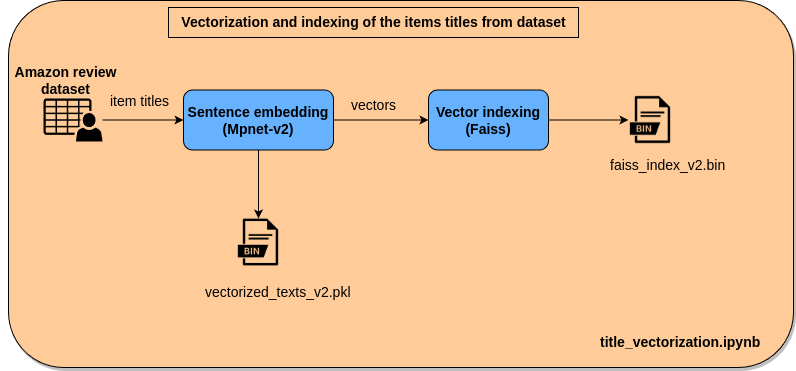 Vectorization and indexing of the items titles from dataset
Amazon review
dataset
item titles
Sentence embedding
(Mpnet-v2)
vectors
Vector indexing
(Faiss)
BIN
faiss_index_v2.bin
BIN
vectorized_texts_v2.pkl
title_vectorization.ipynb